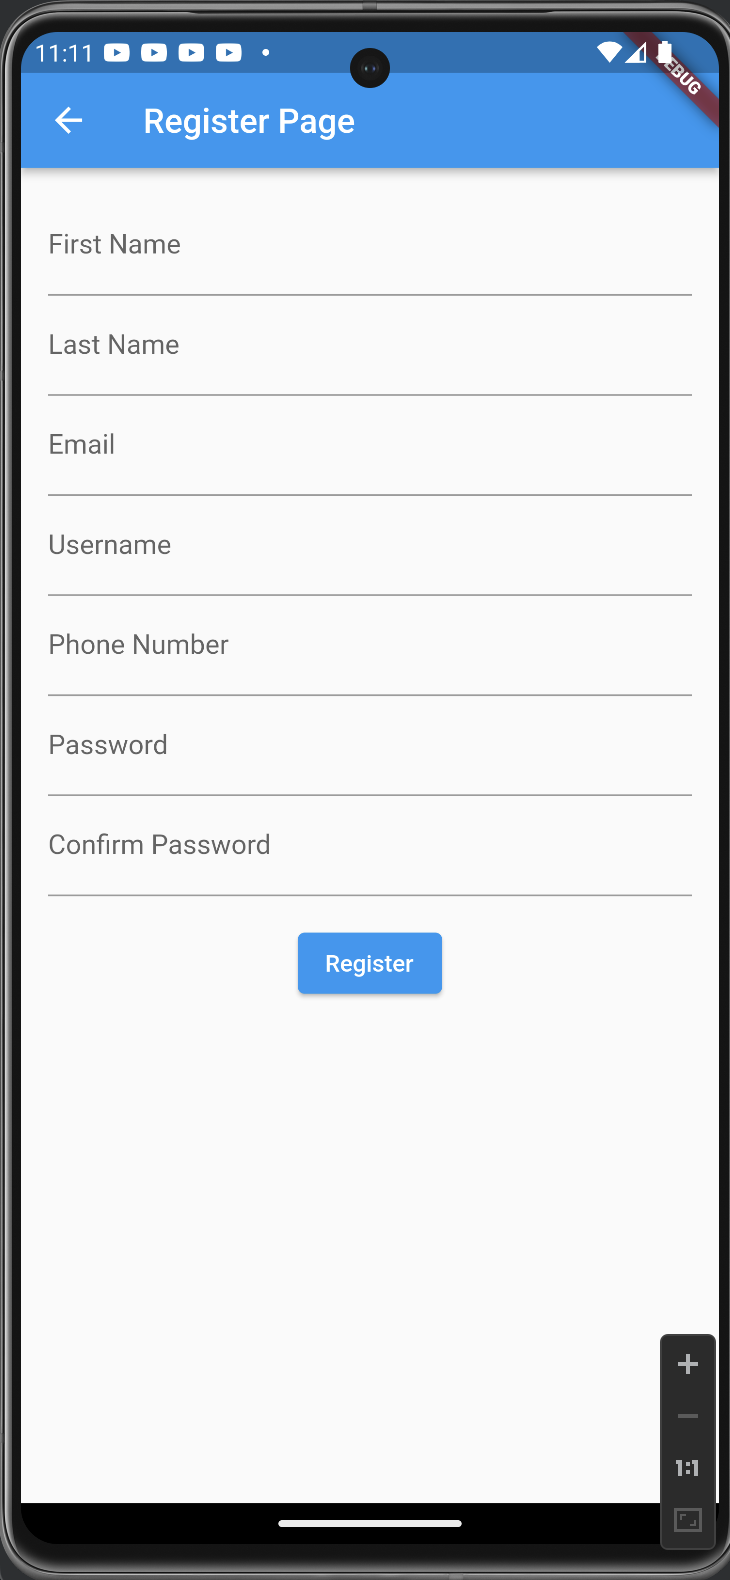 11:11
EBUG
Register Page
First Name
Last Name
Email
Username
Phone Number
Password
Confirm Password
Register
1:1